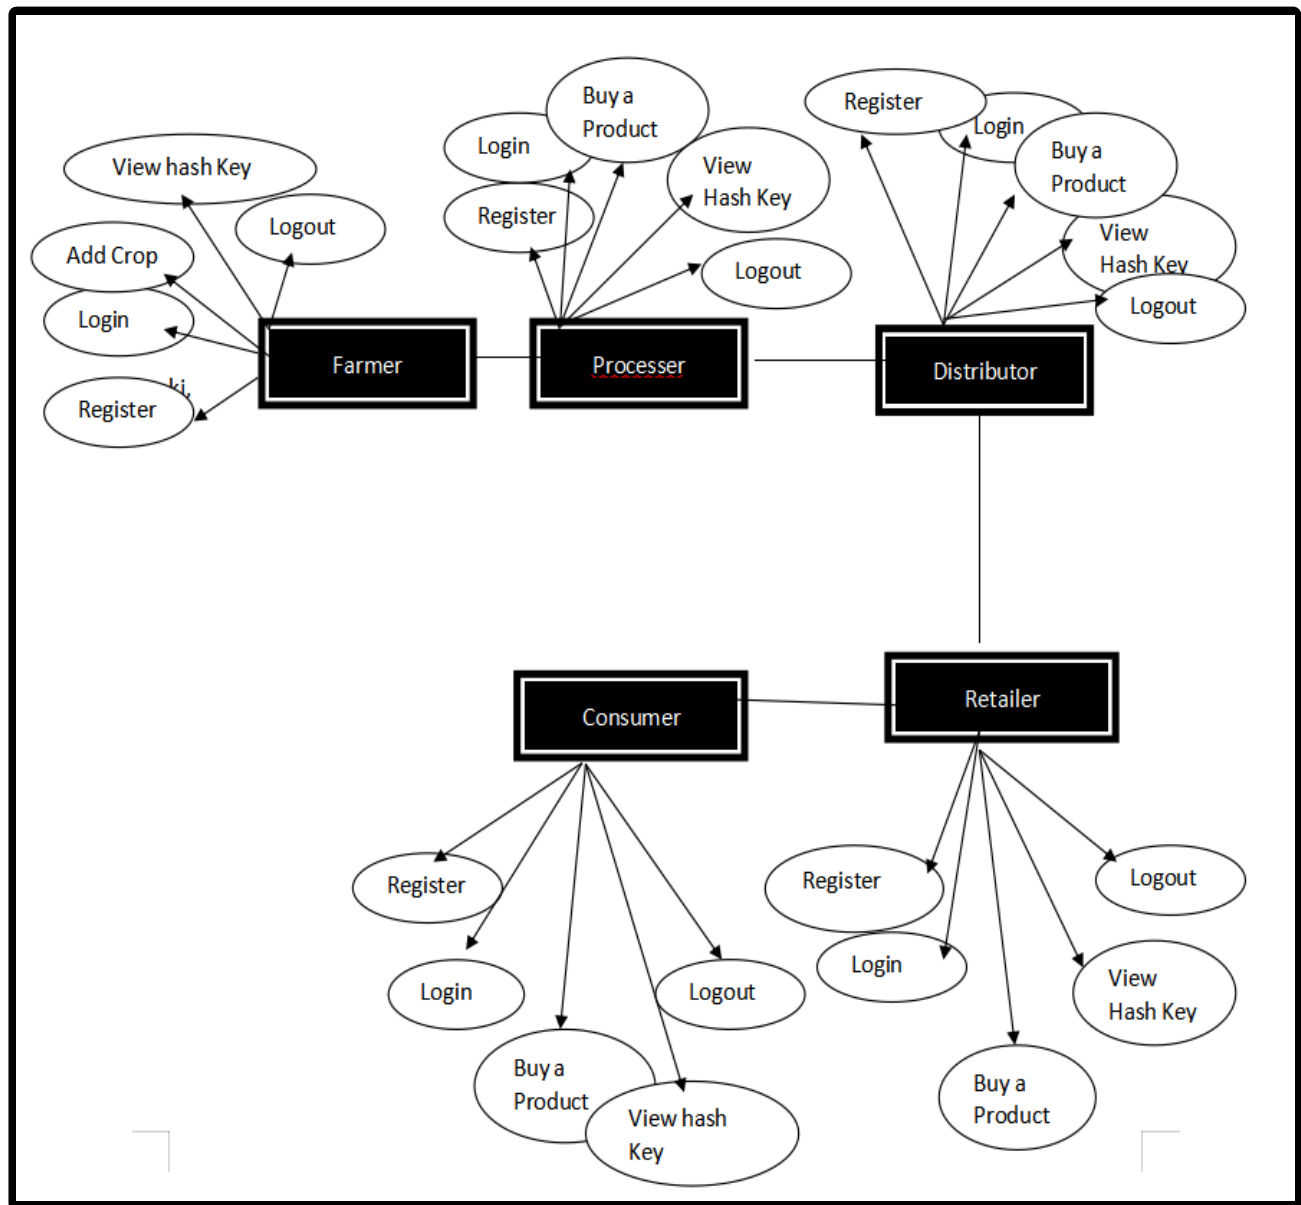 View hash Key
Logout
Add Crop
Login
Register
Farmer
Buy a
Product
Login
View
Hash Key
Register
Logout
Processer
Register
Login
Buy a
Product
View
Hash Key
Logout
Distributor
Consumer
Retailer
Register
Login
Logout
Buy a
Product
View hash
Key
Register
Login
Logout
View
Hash Key
Buy a
Product